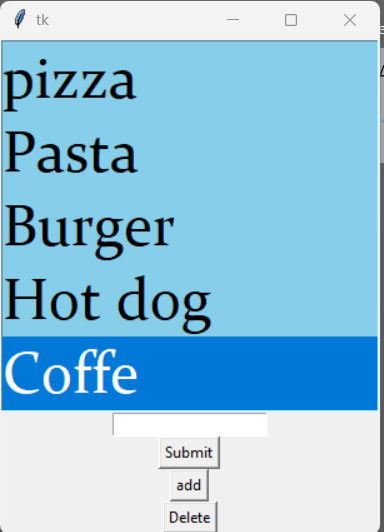 tk
pizza
Pasta
Burger
Hot dog
Coffe
Submit
add
Delete